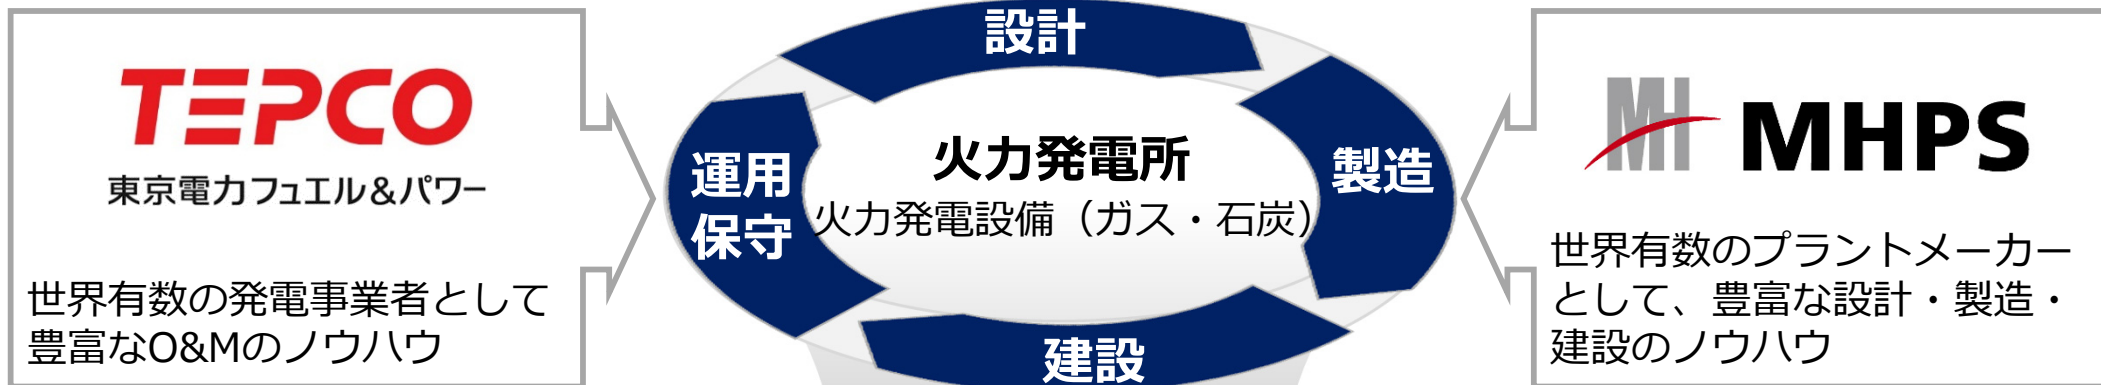 TEPCO
東京電力フュエル&パワー
世界有数の発電事業者として
豊富なO&Mのノウハウ
設計
製造
建設
運用
保守
火力発電所
火力発電設備（ガス・石炭）
MH MHPS
世界有数のプラントメーカー
として、豊富な設計・製造・
建設のノウハウ